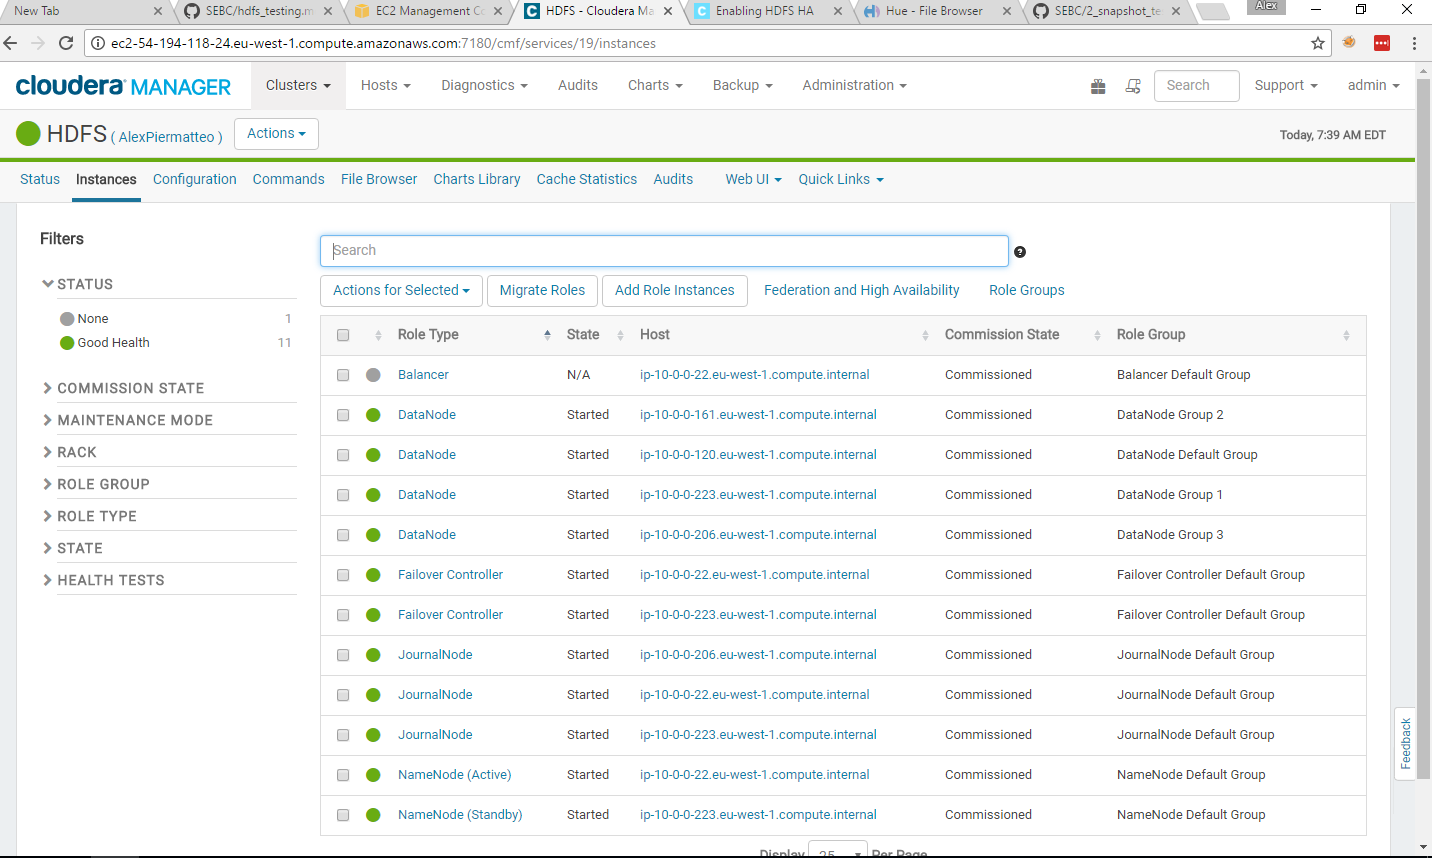 New Tab SEBC/hdfs_testing.m EC2 Management Co HDFS - Cloudera Ma Enabling HDFS HA Hue - File Browser SEBC/2_snapshot_te Alex
ec2-54-194-118-24.eu-west-1.compute.amazonaws.com:7180/cmf/services/19/instances
cloudera MANAGER Clusters Hosts Diagnostics Audits Charts Backup Administration Search Support admin
HDFS ( AlexPiermatteo ) Actions Today, 7:39 AM EDT
Status Instances Configuration Commands File Browser Charts Library Cache Statistics Audits Web UI Quick Links
Filters
STATUS
None 1
Good Health 11
COMMISSION STATE
MAINTENANCE MODE
RACK
ROLE GROUP
ROLE TYPE
STATE
HEALTH TESTS
Search ?
Actions for Selected Migrate Roles Add Role Instances Federation and High Availability Role Groups
Role Type State Host Commission State Role Group
Balancer N/A ip-10-0-0-22.eu-west-1.compute.internal Commissioned Balancer Default Group
DataNode Started ip-10-0-0-161.eu-west-1.compute.internal Commissioned DataNode Group 2
DataNode Started ip-10-0-0-120.eu-west-1.compute.internal Commissioned DataNode Default Group
DataNode Started ip-10-0-0-223.eu-west-1.compute.internal Commissioned DataNode Group 1
DataNode Started ip-10-0-0-206.eu-west-1.compute.internal Commissioned DataNode Group 3
Failover Controller Started ip-10-0-0-22.eu-west-1.compute.internal Commissioned Failover Controller Default Group
Failover Controller Started ip-10-0-0-223.eu-west-1.compute.internal Commissioned Failover Controller Default Group
JournalNode Started ip-10-0-0-206.eu-west-1.compute.internal Commissioned JournalNode Default Group
JournalNode Started ip-10-0-0-22.eu-west-1.compute.internal Commissioned JournalNode Default Group
JournalNode Started ip-10-0-0-223.eu-west-1.compute.internal Commissioned JournalNode Default Group
NameNode (Active) Started ip-10-0-0-22.eu-west-1.compute.internal Commissioned NameNode Default Group
NameNode (Standby) Started ip-10-0-0-223.eu-west-1.compute.internal Commissioned NameNode Default Group
Display 25 Per Page
Feedback